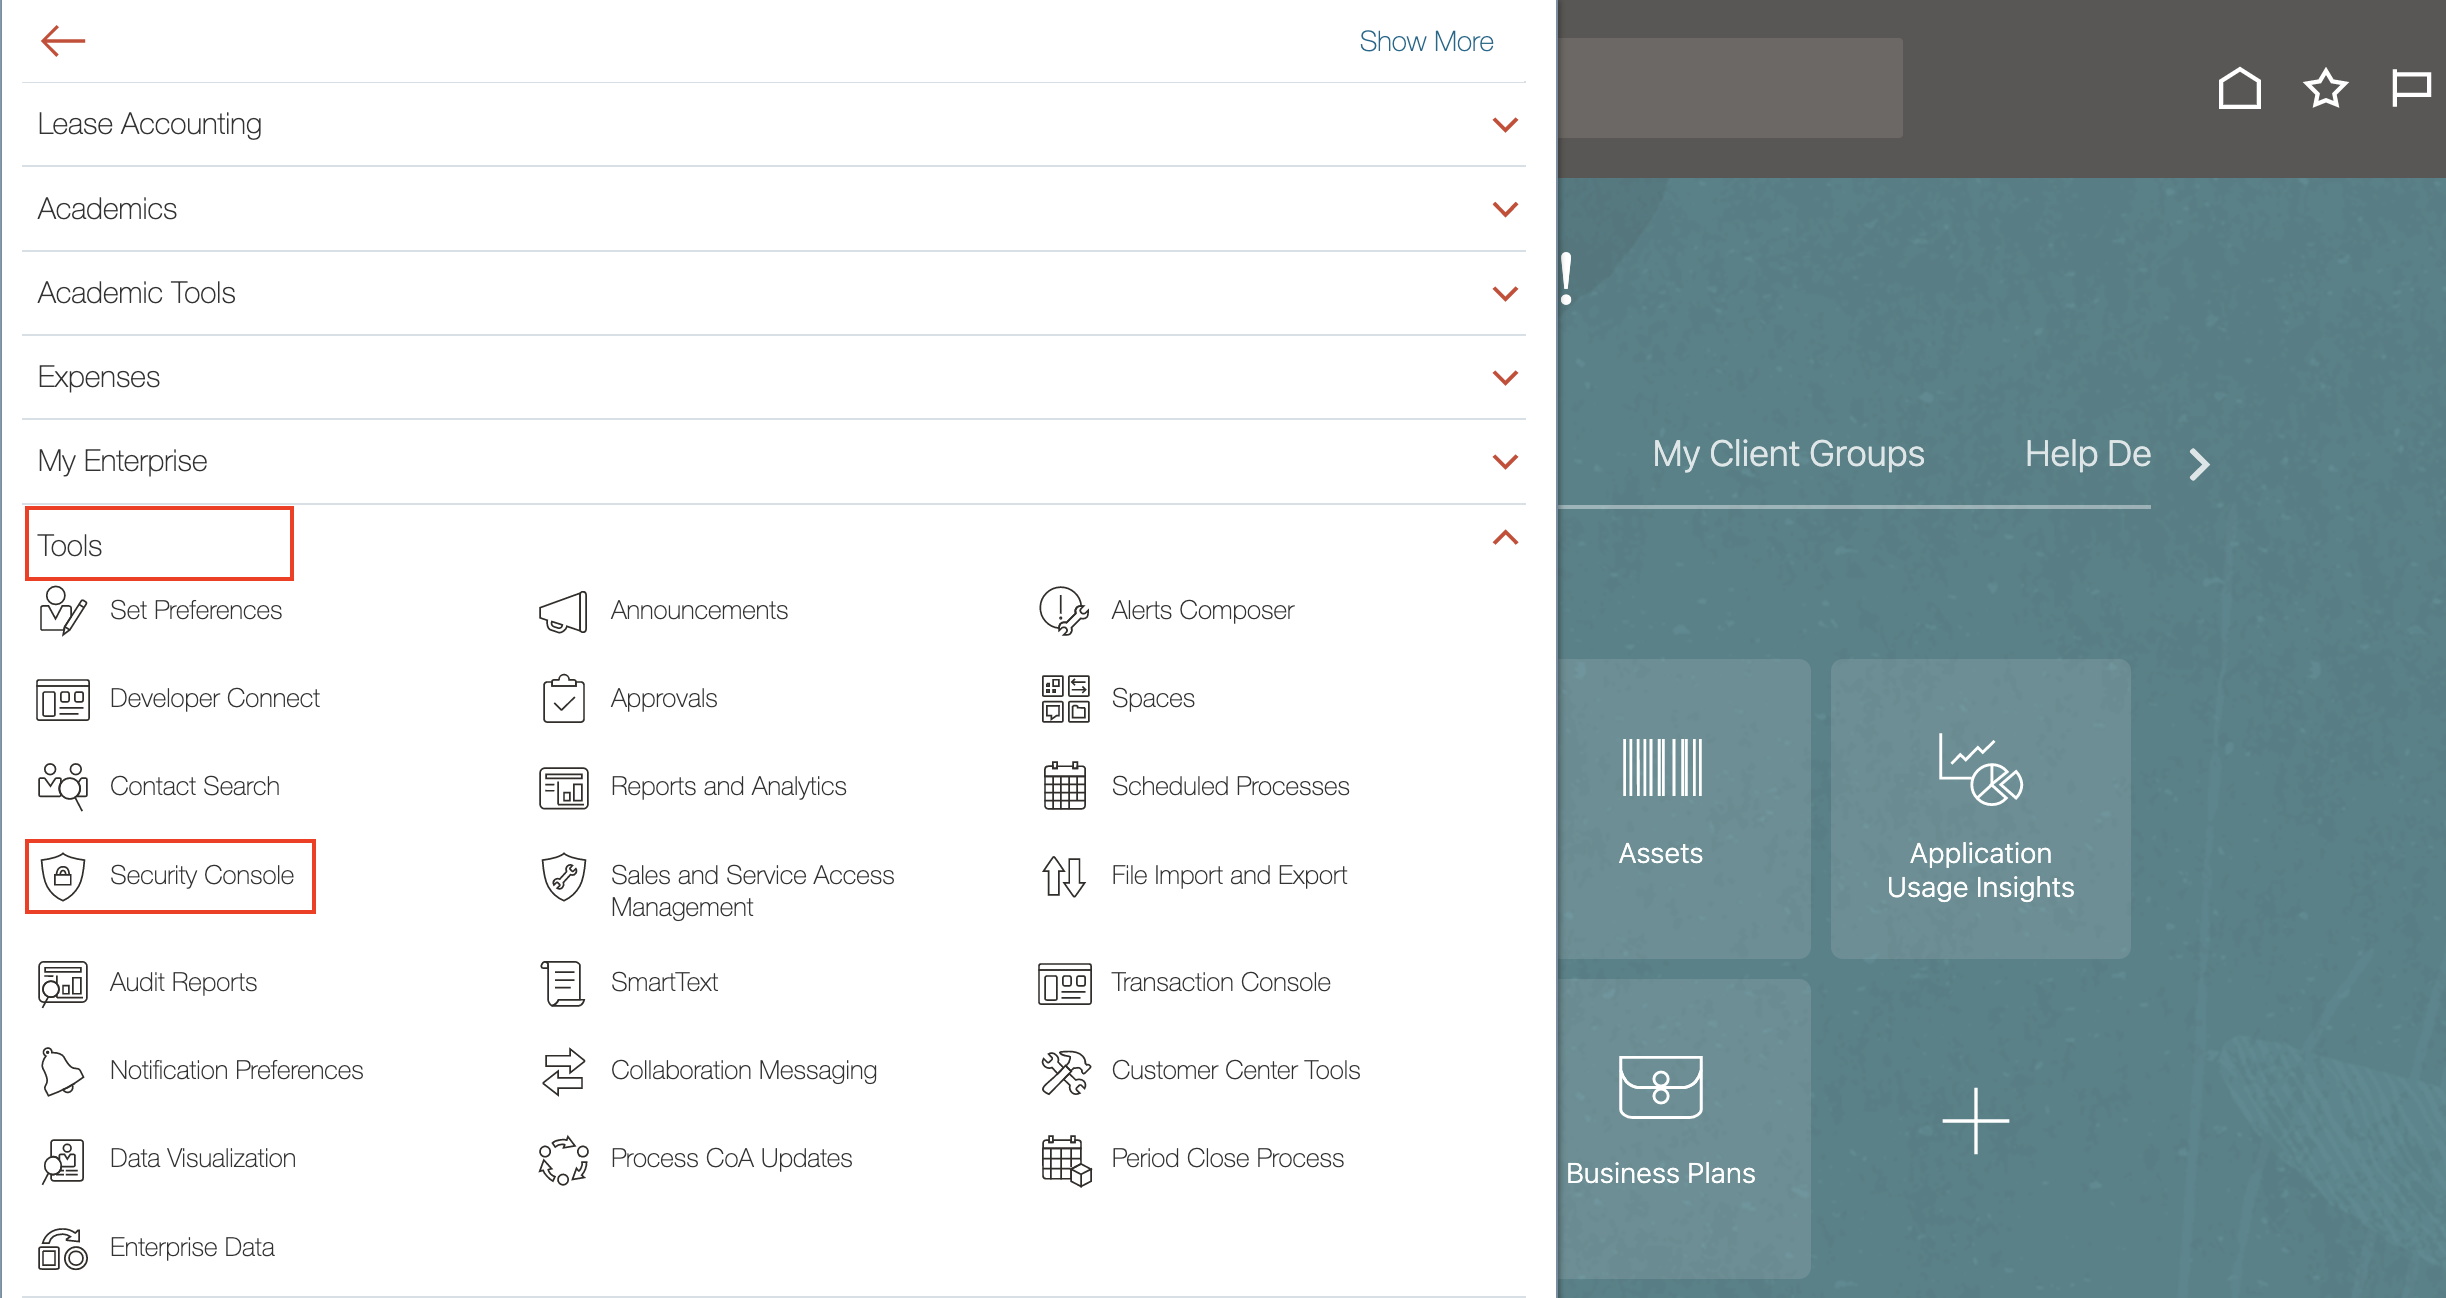 Show More
Lease Accounting
Academics
Academic Tools
Expenses
My Enterprise
Tools
Set Preferences
Announcements
Alerts Composer
Developer Connect
Approvals
Spaces
Contact Search
Reports and Analytics
Scheduled Processes
Security Console
Sales and Service Access
Management
File Import and Export
Audit Reports
SmartText
Transaction Console
Notification Preferences
Collaboration Messaging
Customer Center Tools
Data Visualization
Process CoA Updates
Period Close Process
Enterprise Data
!
My Client Groups
Help De
Assets
Application
Usage Insights
Business Plans